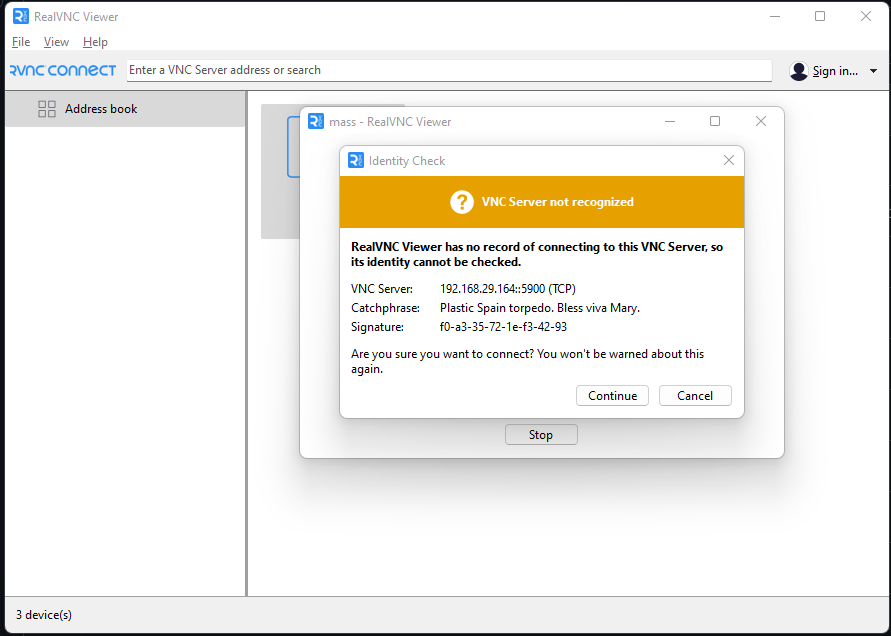 RealVNC Viewer
File View Help
RVNC CONNECT
Enter a VNC Server address or search
Sign in...
Address book
mass - RealVNC Viewer
Identity Check
? VNC Server not recognized
RealVNC Viewer has no record of connecting to this VNC Server, so
its identity cannot be checked.
VNC Server: 192.168.29.164::5900 (TCP)
Catchphrase: Plastic Spain torpedo. Bless viva Mary.
Signature: f0-a3-35-72-1e-f3-42-93
Are you sure you want to connect? You won't be warned about this
again.
Continue Cancel
Stop
3 device(s)